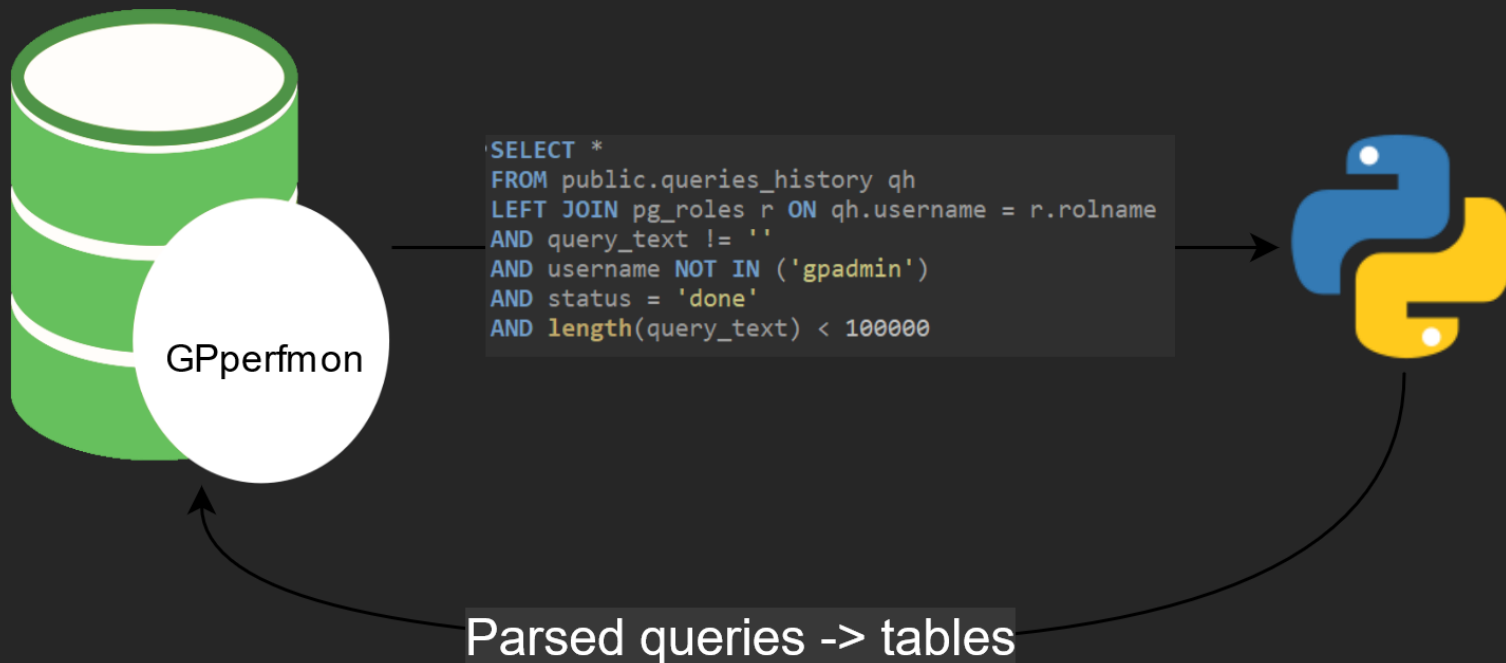 SELECT *
FROM public.queries_history qh
LEFT JOIN pg_roles r ON qh.username = r.rolname
AND query_text != ''
AND username NOT IN ('gpadmin')
AND status = 'done'
AND length(query_text) < 100000
GPperfmon
Parsed queries -> tables